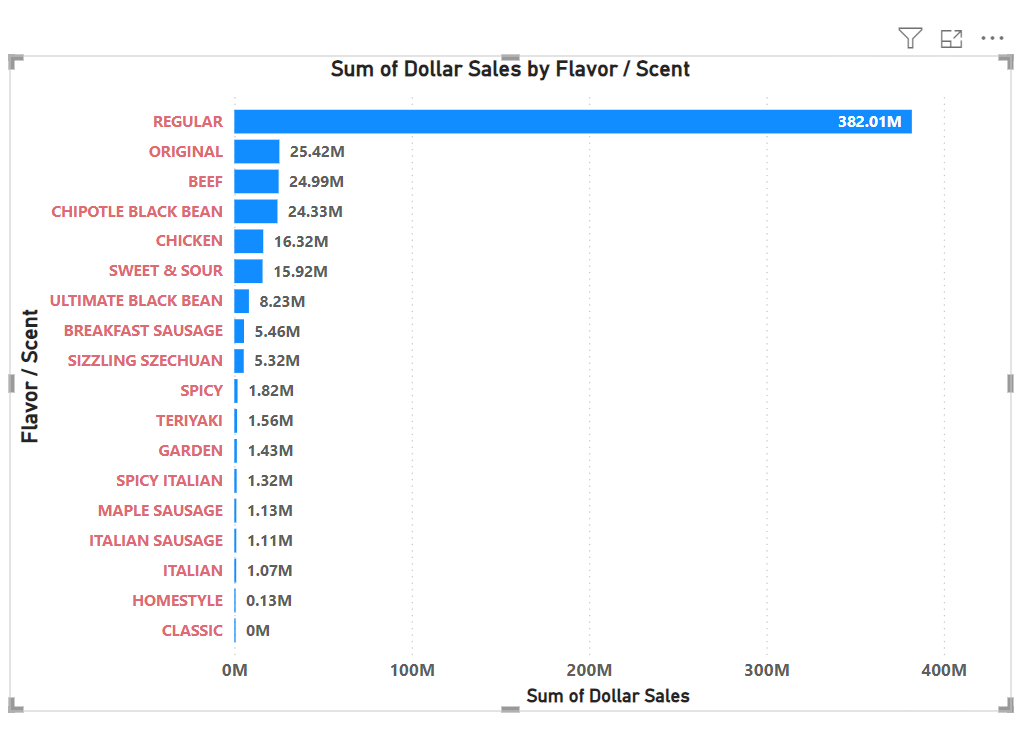 Sum of Dollar Sales by Flavor / Scent
Flavor / Scent
REGULAR 382.01M
ORIGINAL 25.42M
BEEF 24.99M
CHIPOTLE BLACK BEAN 24.33M
CHICKEN 16.32M
SWEET & SOUR 15.92M
ULTIMATE BLACK BEAN 8.23M
BREAKFAST SAUSAGE 5.46M
SIZZLING SZECHUAN 5.32M
SPICY 1.82M
TERIYAKI 1.56M
GARDEN 1.43M
SPICY ITALIAN 1.32M
MAPLE SAUSAGE 1.13M
ITALIAN SAUSAGE 1.11M
ITALIAN 1.07M
HOMESTYLE 0.13M
CLASSIC 0M
0M 100M 200M 300M 400M
Sum of Dollar Sales